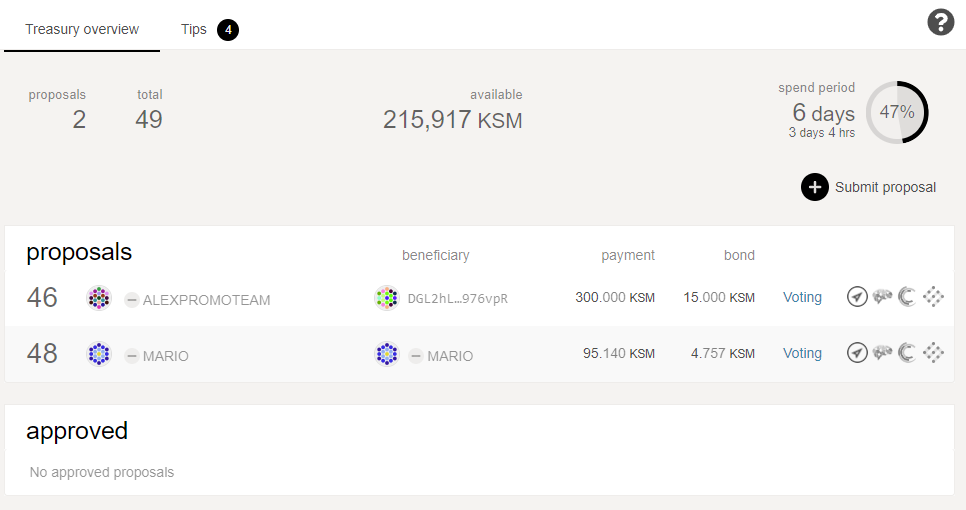 Treasury overview Tips 4 ?
proposals total available spend period
2 49 215,917 KSM 6 days 47%
3 days 4 hrs
Submit proposal
proposals beneficiary payment bond
46 ALEXPROMOTEAM DGL2hL…976vpR 300.000 KSM 15.000 KSM Voting
48 MARIO MARIO 95.140 KSM 4.757 KSM Voting
approved
No approved proposals